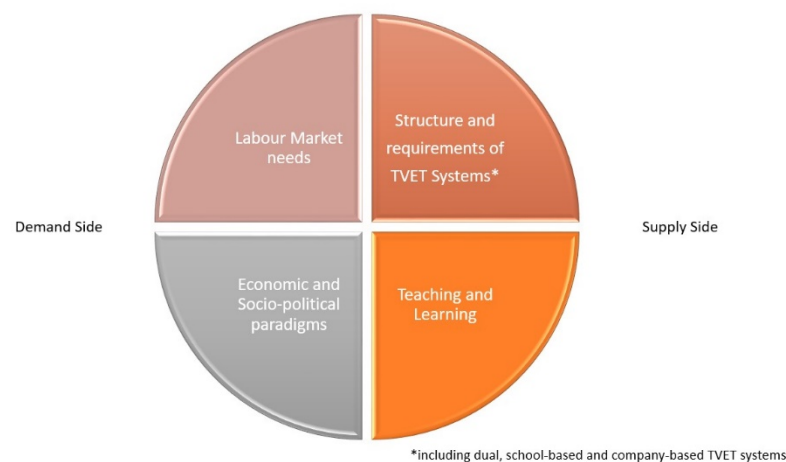 Labour Market
needs
Structure and
requirements of
TVET Systems*
Demand Side
Supply Side
Economic and
Socio-political
paradigms
Teaching and
Learning
*including dual, school-based and company-based TVET systems